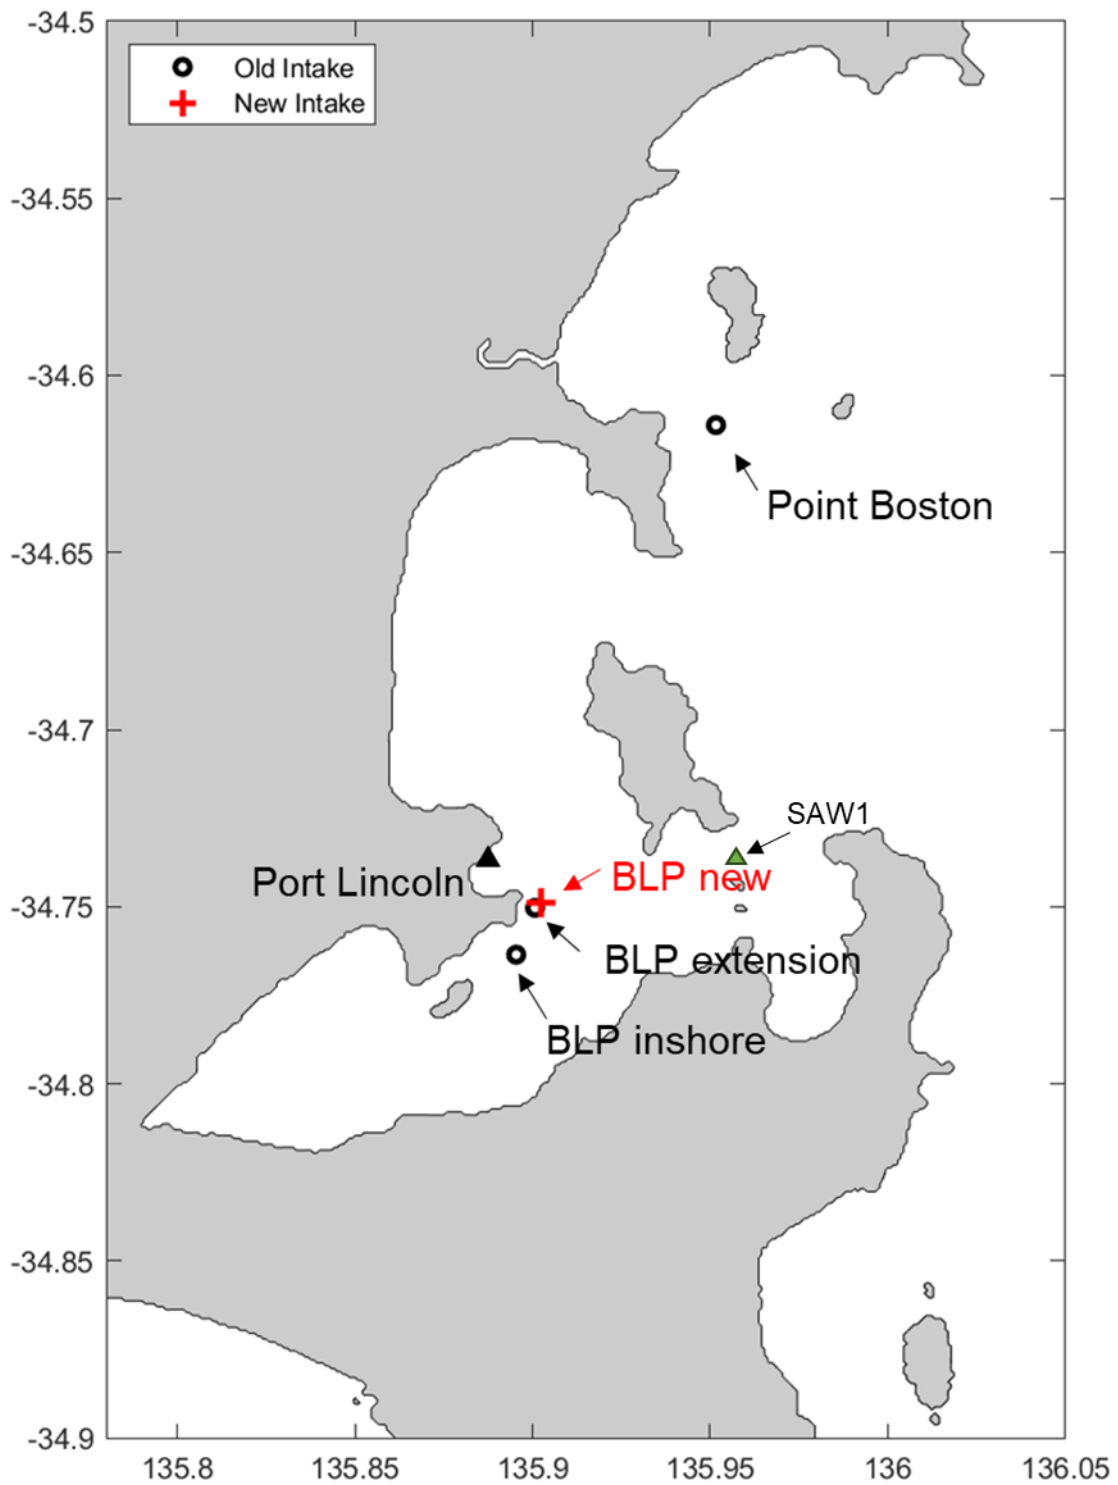 -34.5
Old Intake
New Intake
-34.55
-34.6
Point Boston
-34.65
-34.7
SAW1
Port Lincoln
BLP new
-34.75
BLP extension
BLP inshore
-34.8
-34.85
-34.9
135.8 135.85 135.9 135.95 136 136.05